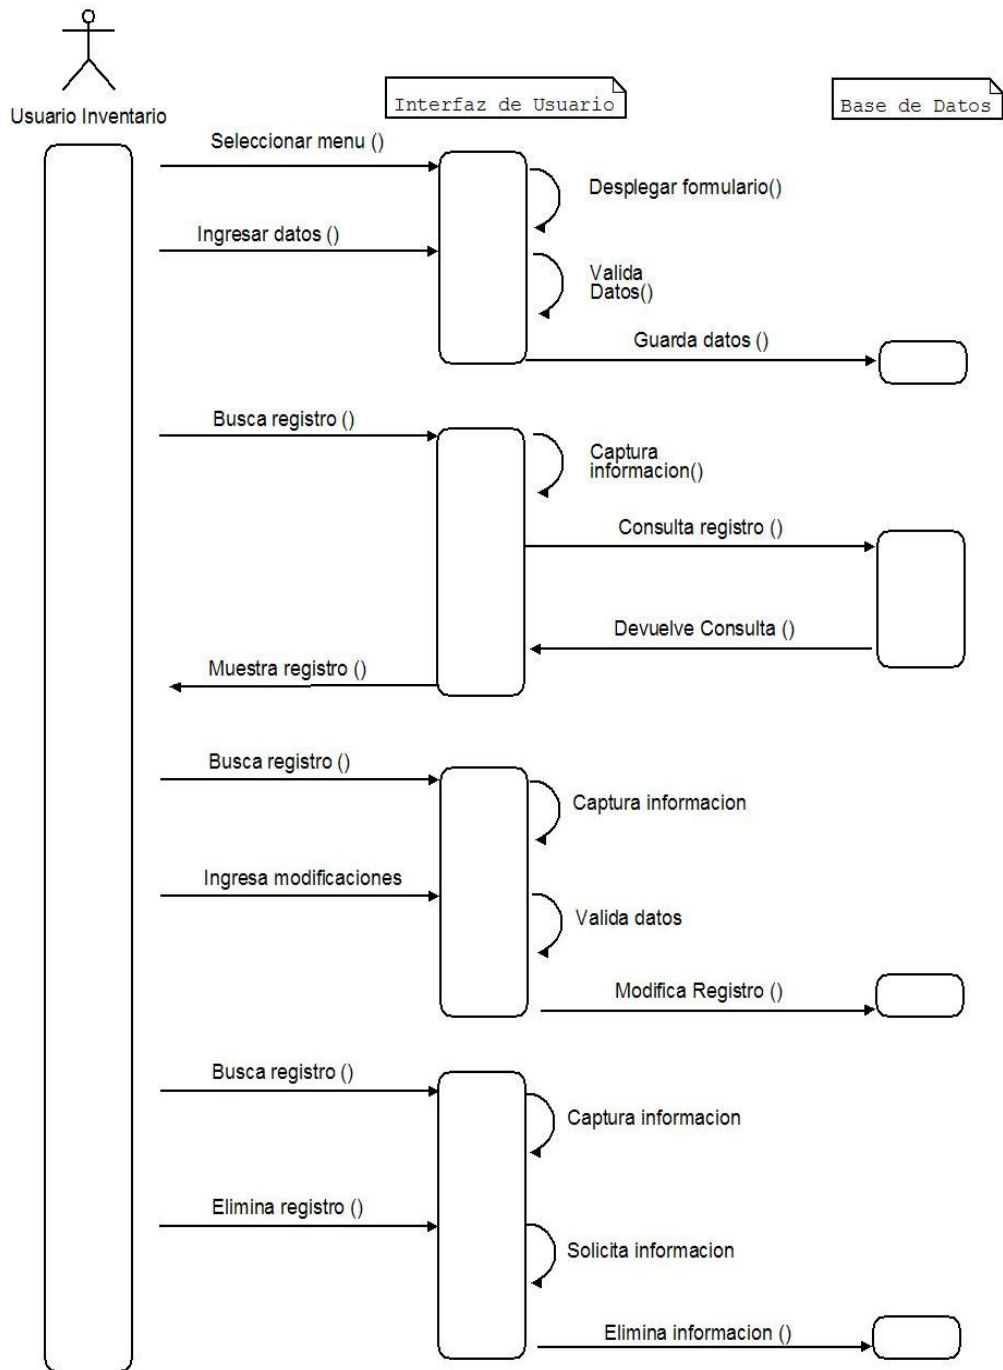 Usuario Inventario
Interfaz de Usuario
Base de Datos
Seleccionar menu ()
Desplegar formulario()
Ingresar datos ()
Valida
Datos()
Guarda datos ()
Busca registro ()
Captura
informacion()
Consulta registro ()
Devuelve Consulta ()
Muestra registro ()
Busca registro ()
Captura informacion
Ingresa modificaciones
Valida datos
Modifica Registro ()
Busca registro ()
Captura informacion
Elimina registro ()
Solicita informacion
Elimina informacion ()